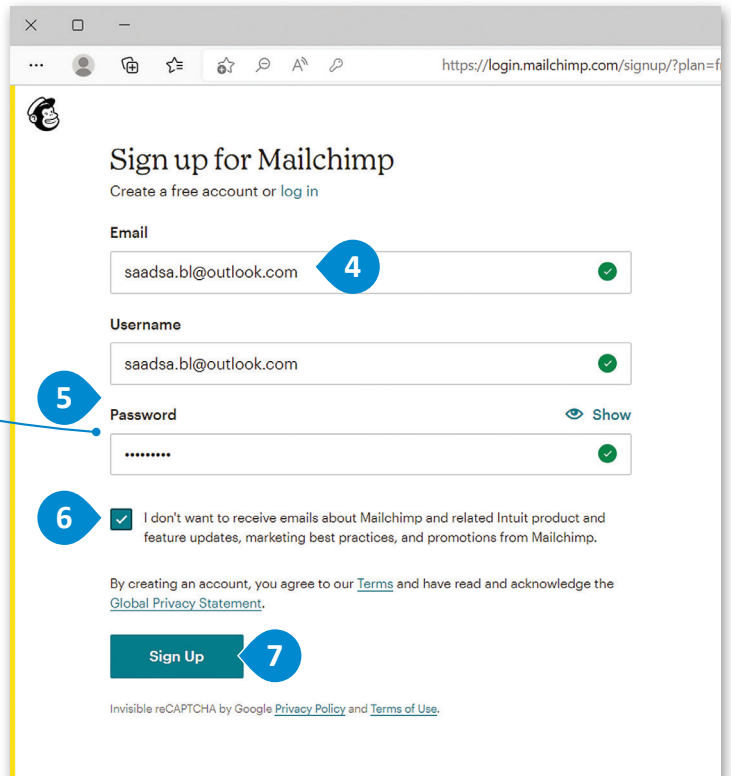 https://login.mailchimp.com/signup/?plan=f
Sign up for Mailchimp
Create a free account or log in
Email
saadsa.bl@outlook.com
4
Username
saadsa.bl@outlook.com
5
Password
Show
•••••••••
6
I don't want to receive emails about Mailchimp and related Intuit product and
feature updates, marketing best practices, and promotions from Mailchimp.
By creating an account, you agree to our Terms and have read and acknowledge the
Global Privacy Statement.
Sign Up
7
Invisible reCAPTCHA by Google Privacy Policy and Terms of Use.